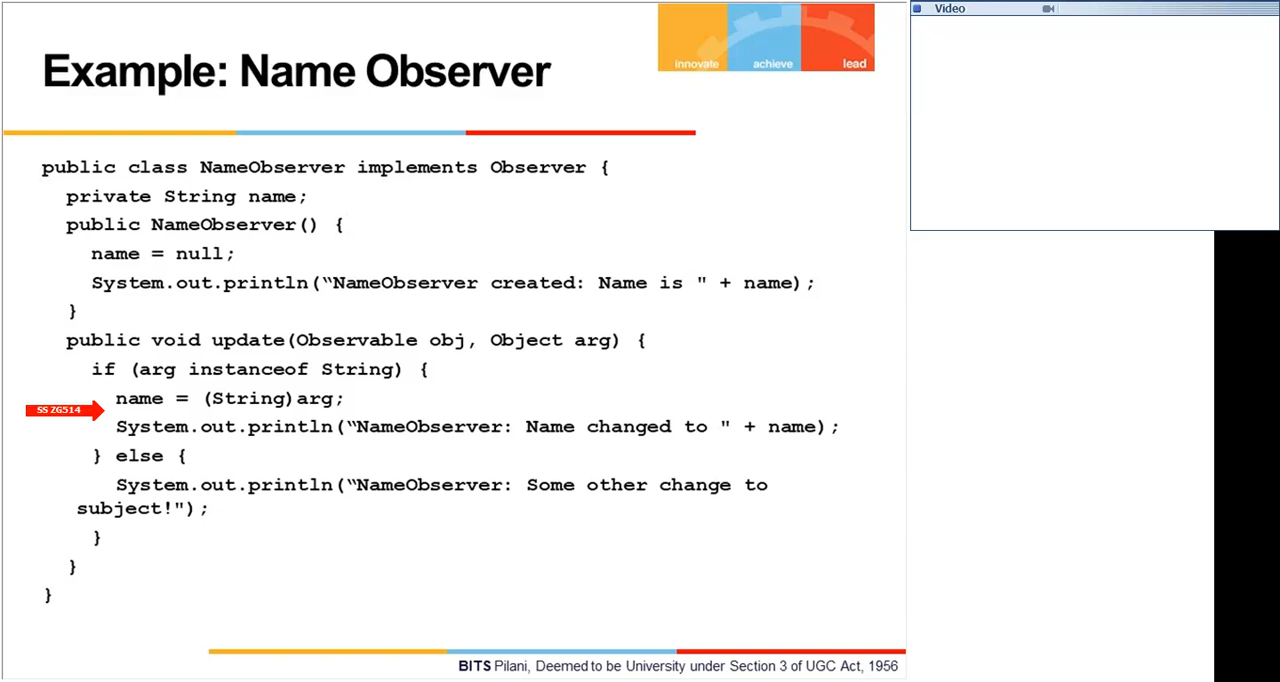 Video
Example: Name Observer
innovate achieve lead
public class NameObserver implements Observer {
private String name;
public NameObserver() {
name = null;
System.out.println(“NameObserver created: Name is " + name);
}
public void update(Observable obj, Object arg) {
if (arg instanceof String) {
name = (String)arg;
SS ZG514
System.out.println(“NameObserver: Name changed to " + name);
} else {
System.out.println(“NameObserver: Some other change to
subject!");
}
}
}
BITS Pilani, Deemed to be University under Section 3 of UGC Act, 1956